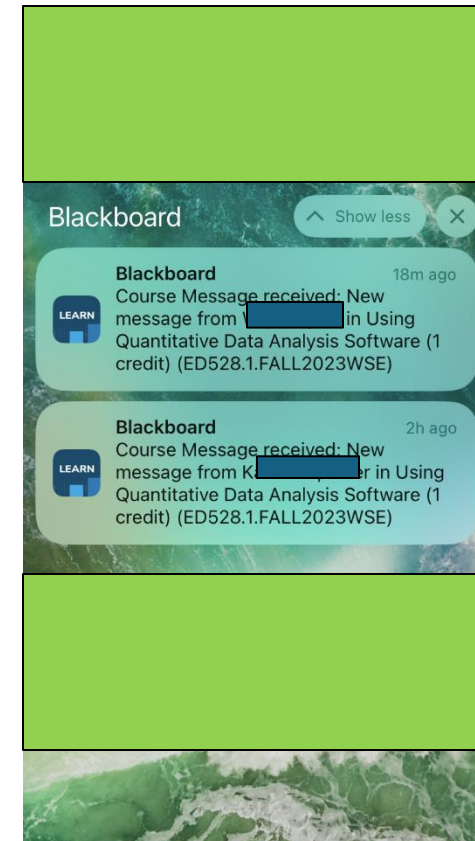 Blackboard
Show less
Blackboard
18m ago
LEARN
Course Message received: New
message from in Using
Quantitative Data Analysis Software (1
credit) (ED528.1.FALL2023WSE)
Blackboard
2h ago
LEARN
Course Message received: New
message from in Using
Quantitative Data Analysis Software (1
credit) (ED528.1.FALL2023WSE)